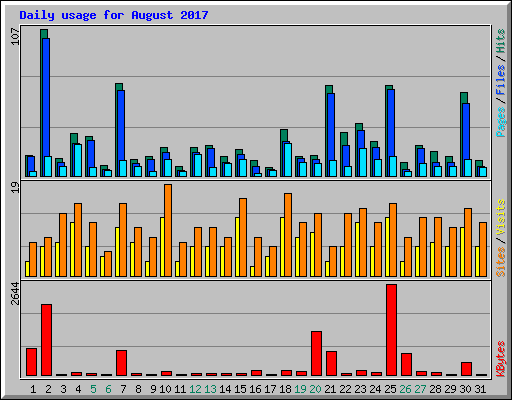 Daily usage for August 2017
107
Pages / Files / Hits
19
Sites / Visits
2644
KBytes
1 2 3 4 5 6 7 8 9 10 11 12 13 14 15 16 17 18 19 20 21 22 23 24 25 26 27 28 29 30 31